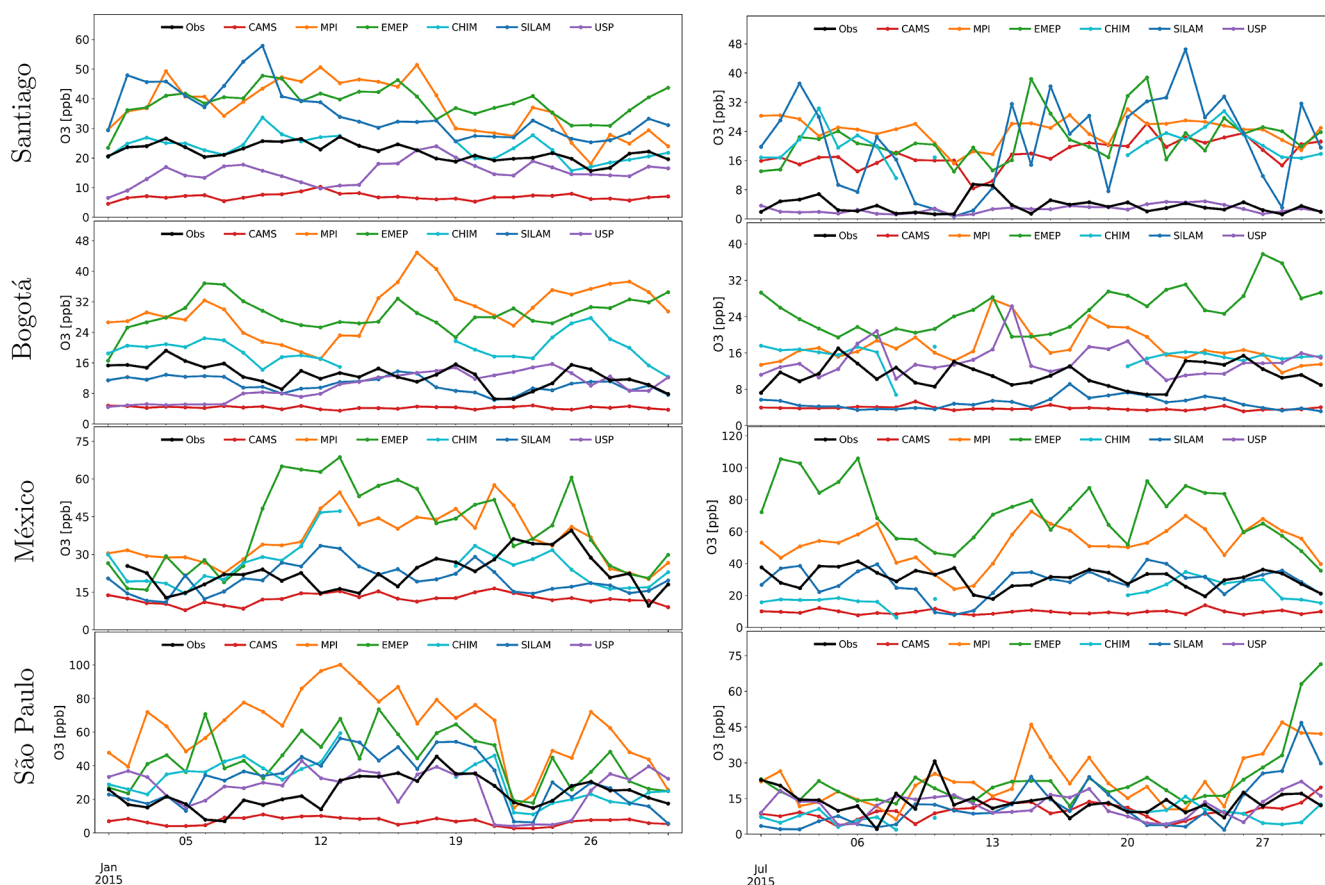 Santiago
O3 [ppb]
60
50
40
30
20
10
0
Obs CAMS MPI EMEP CHIM SILAM USP
O3 [ppb]
48
40
32
24
16
8
0
Obs CAMS MPI EMEP CHIM SILAM USP
Bogotá
O3 [ppb]
48
40
32
24
16
8
0
Obs CAMS MPI EMEP CHIM SILAM USP
O3 [ppb]
40
32
24
16
8
0
Obs CAMS MPI EMEP CHIM SILAM USP
México
O3 [ppb]
75
60
45
30
15
0
Obs CAMS MPI EMEP CHIM SILAM USP
O3 [ppb]
120
100
80
60
40
20
0
Obs CAMS MPI EMEP CHIM SILAM USP
São Paulo
O3 [ppb]
100
80
60
40
20
0
Obs CAMS MPI EMEP CHIM SILAM USP
05 12 19 26
Jan
2015
O3 [ppb]
75
60
45
30
15
0
Obs CAMS MPI EMEP CHIM SILAM USP
06 13 20 27
Jul
2015